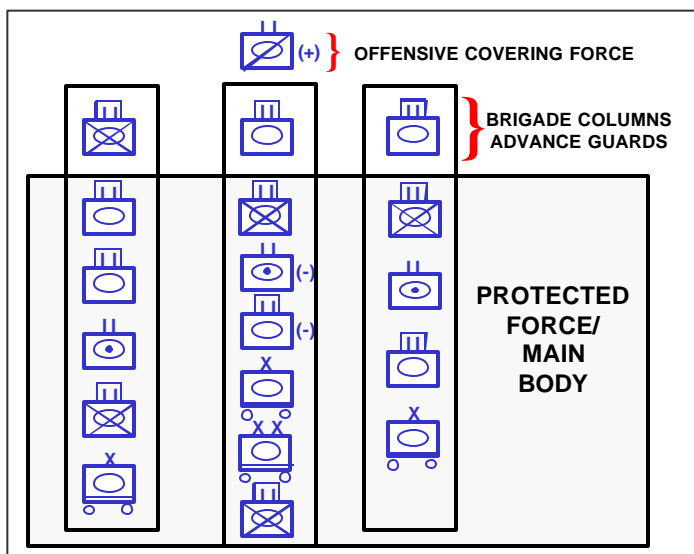 (+)
OFFENSIVE COVERING FORCE
BRIGADE COLUMNS
ADVANCE GUARDS
(-)
(-)
PROTECTED
FORCE/
MAIN
BODY
X
X X
X
X